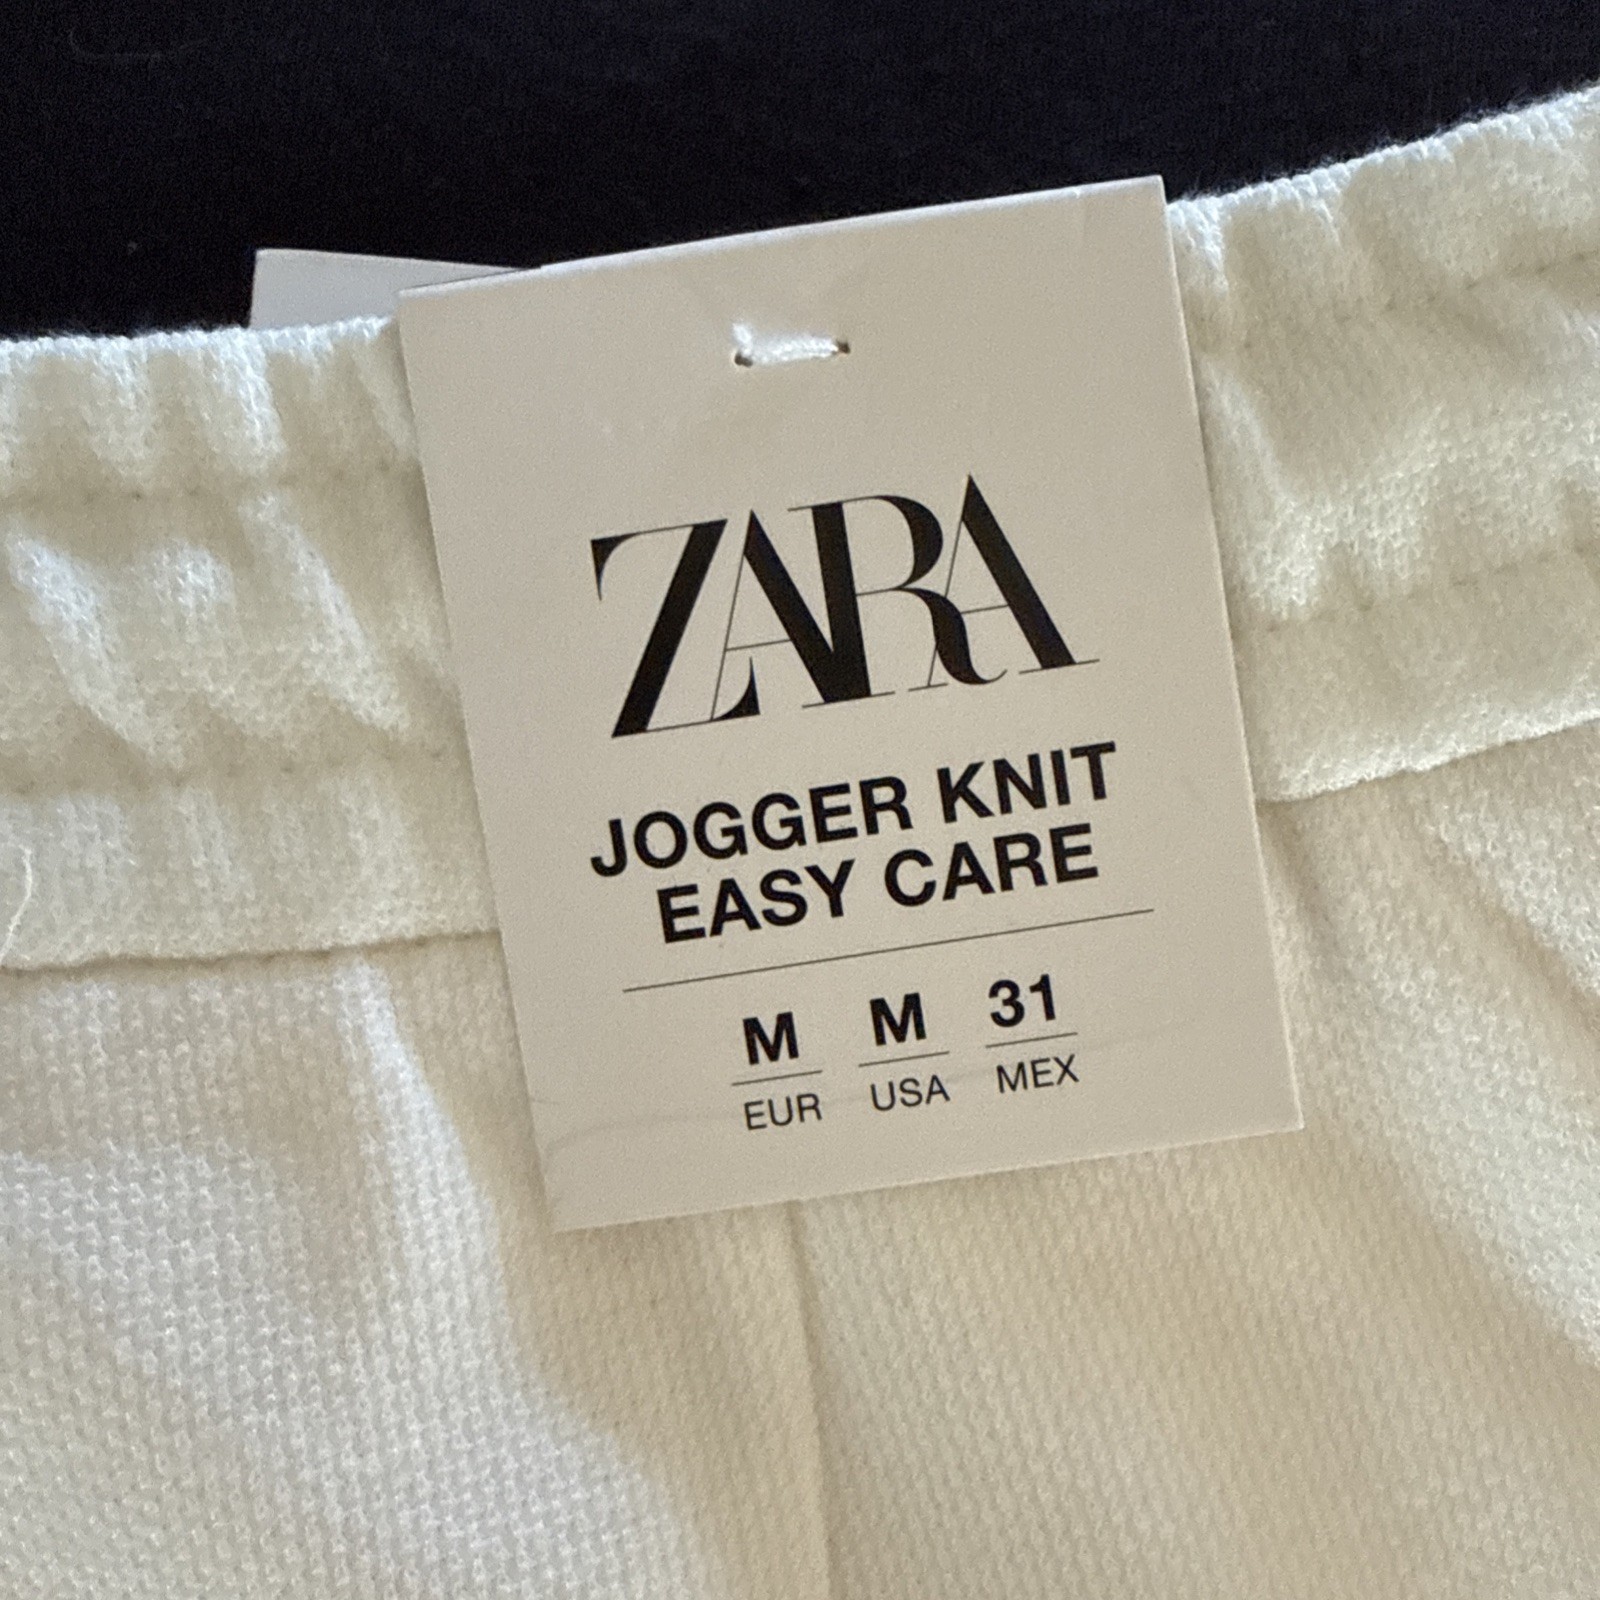 ZARA
JOGGER KNIT
EASY CARE
M M 31
EUR USA MEX